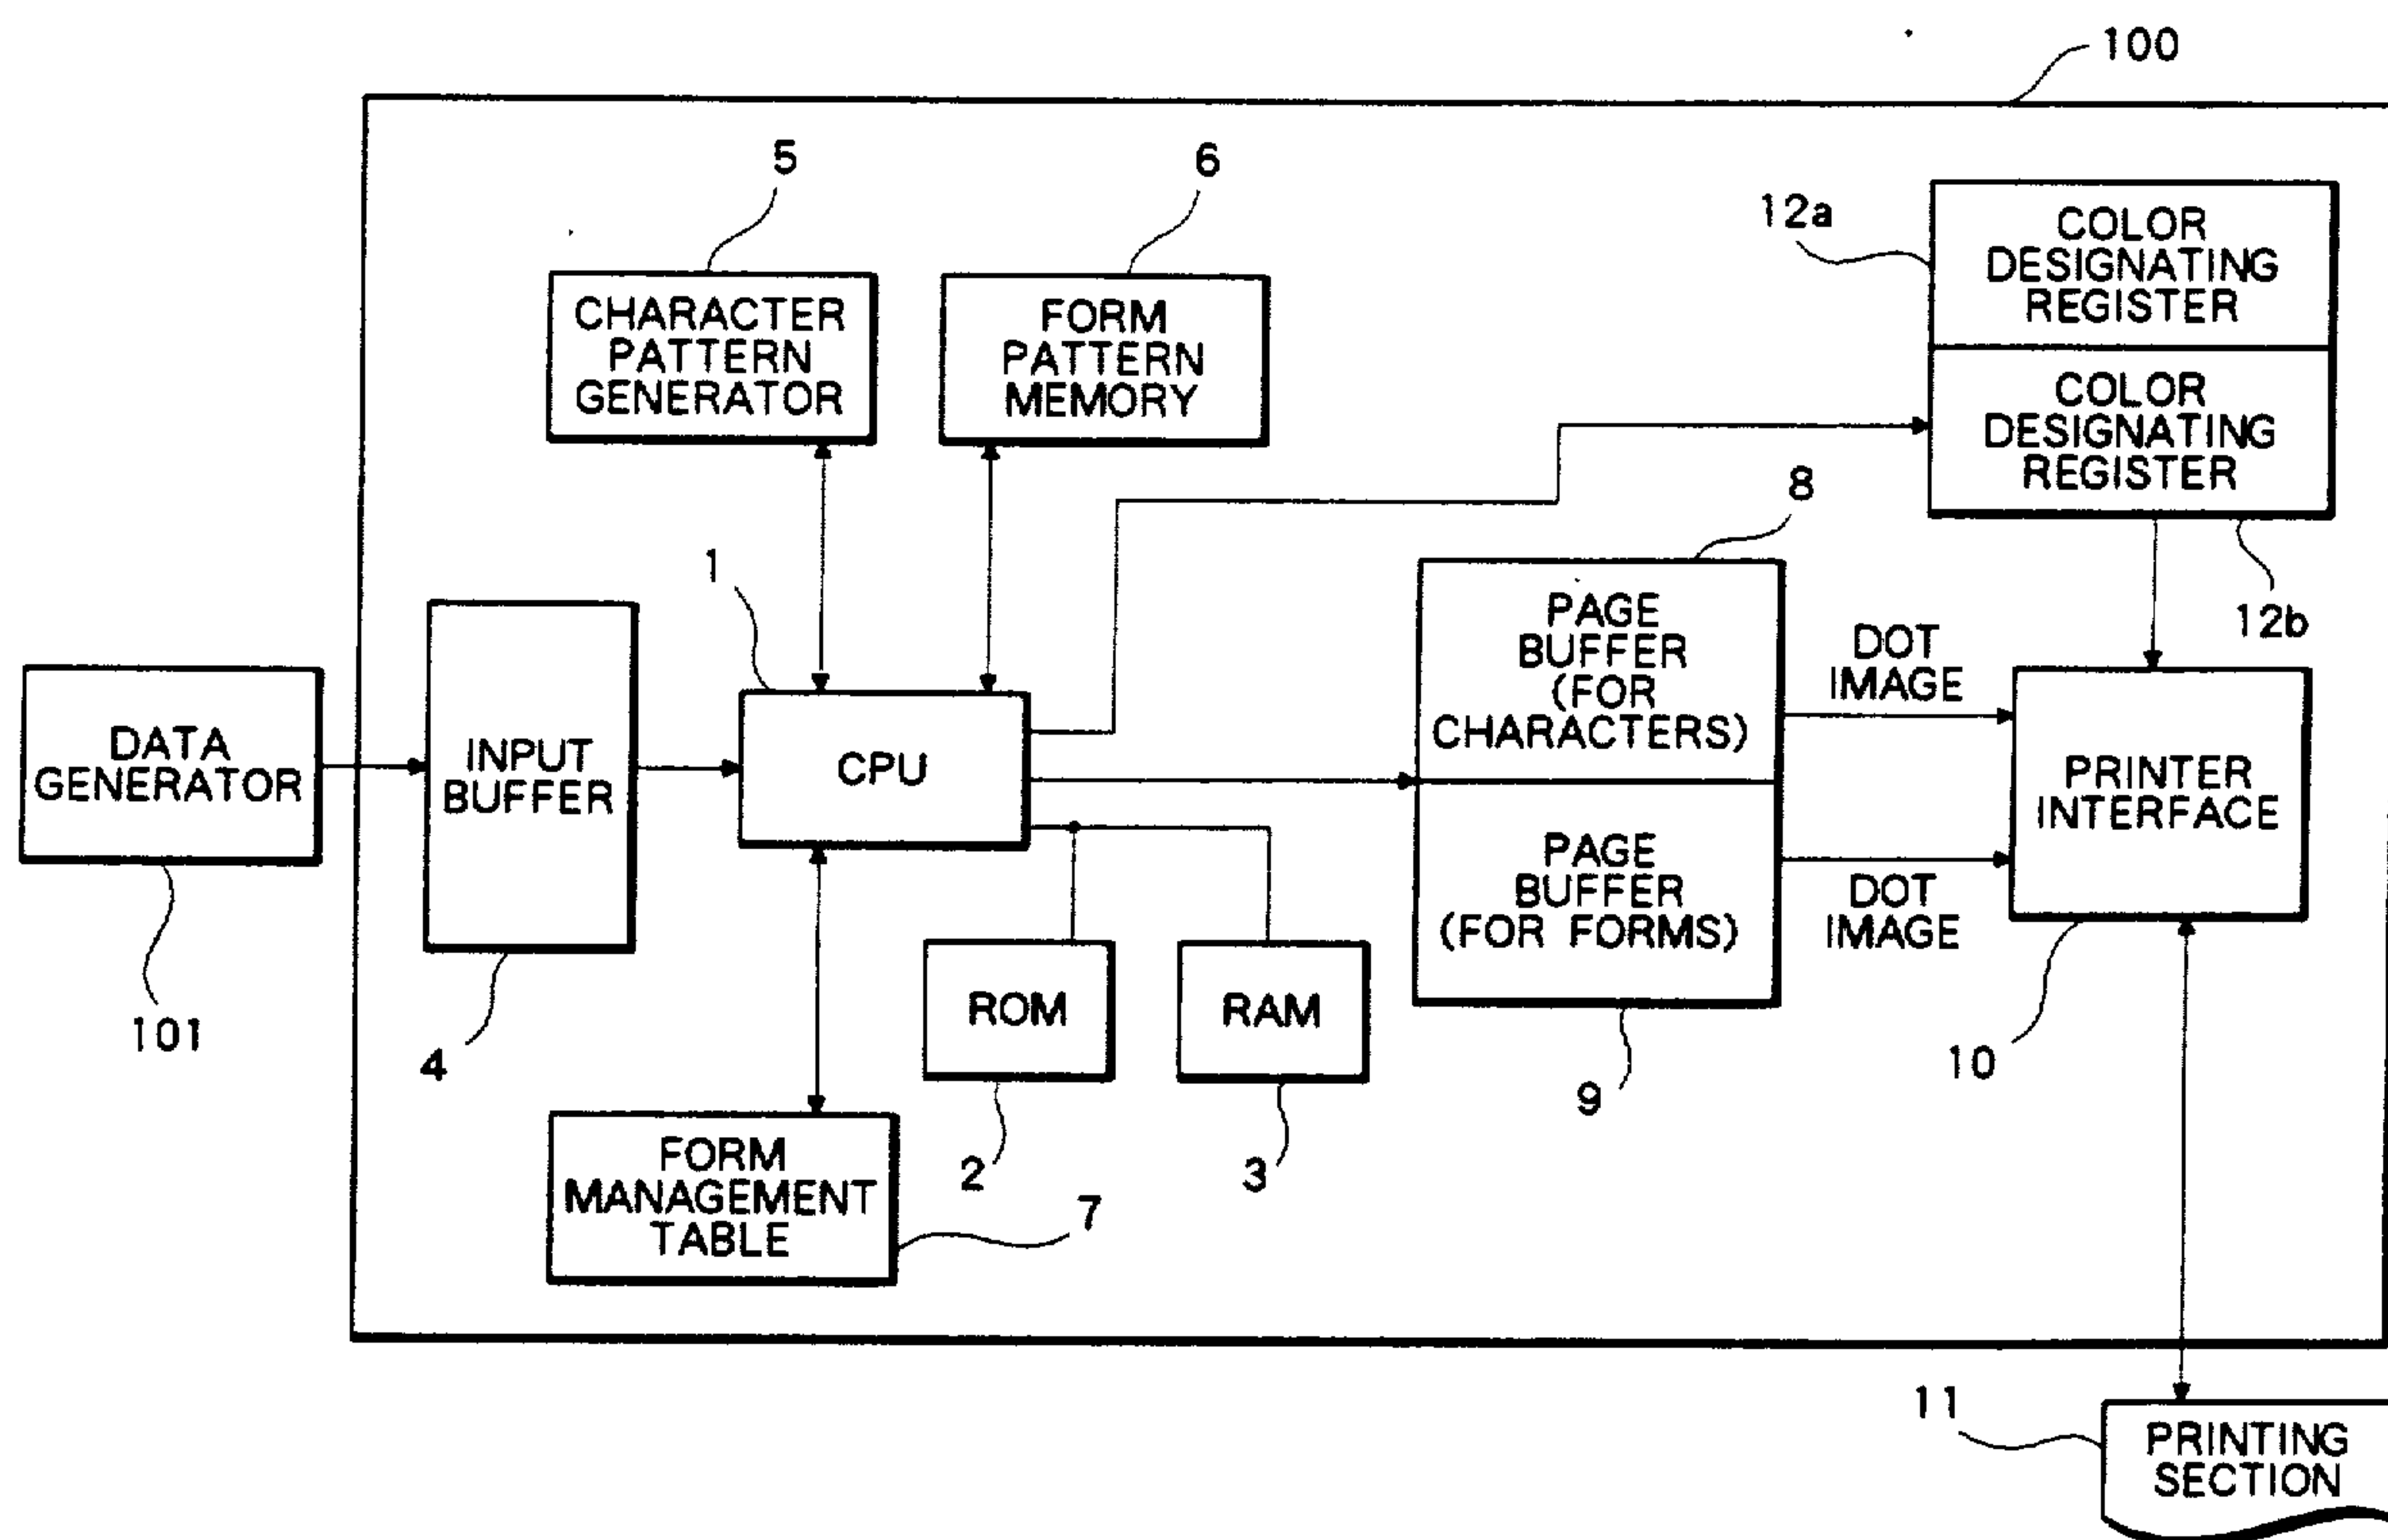 100
5
6
12a
COLOR
DESIGNATING
REGISTER
CHARACTER
PATTERN
GENERATOR
FORM
PATTERN
MEMORY
COLOR
DESIGNATING
REGISTER
12b
8
1
DATA
GENERATOR
101
INPUT
BUFFER
4
CPU
PAGE
BUFFER
(FOR
CHARACTERS)
DOT
IMAGE
PAGE
BUFFER
(FOR FORMS)
DOT
IMAGE
9
PRINTER
INTERFACE
10
ROM
2
RAM
3
FORM
MANAGEMENT
TABLE
7
11
PRINTING
SECTION